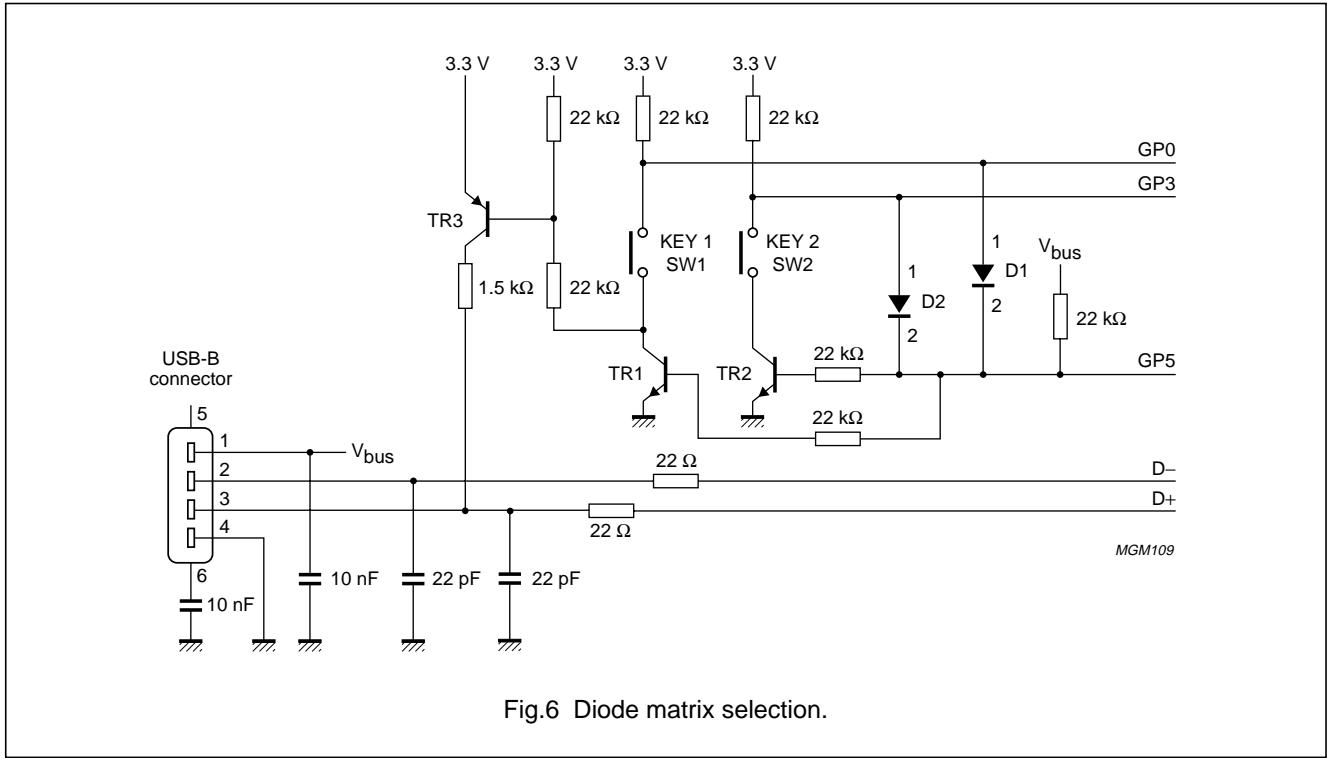 3.3 V 3.3 V 3.3 V 3.3 V
22 kΩ 22 kΩ 22 kΩ
GP0
GP3
TR3
KEY 1
SW1
KEY 2
SW2
1
D2
2
1
D1
2
Vbus
22 kΩ
1.5 kΩ
22 kΩ
USB-B
connector
TR1
TR2
22 kΩ
GP5
22 kΩ
5
1
Vbus
2
22 Ω
D−
3
22 Ω
D+
4
MGM109
6
10 nF
10 nF
22 pF
22 pF
Fig.6 Diode matrix selection.